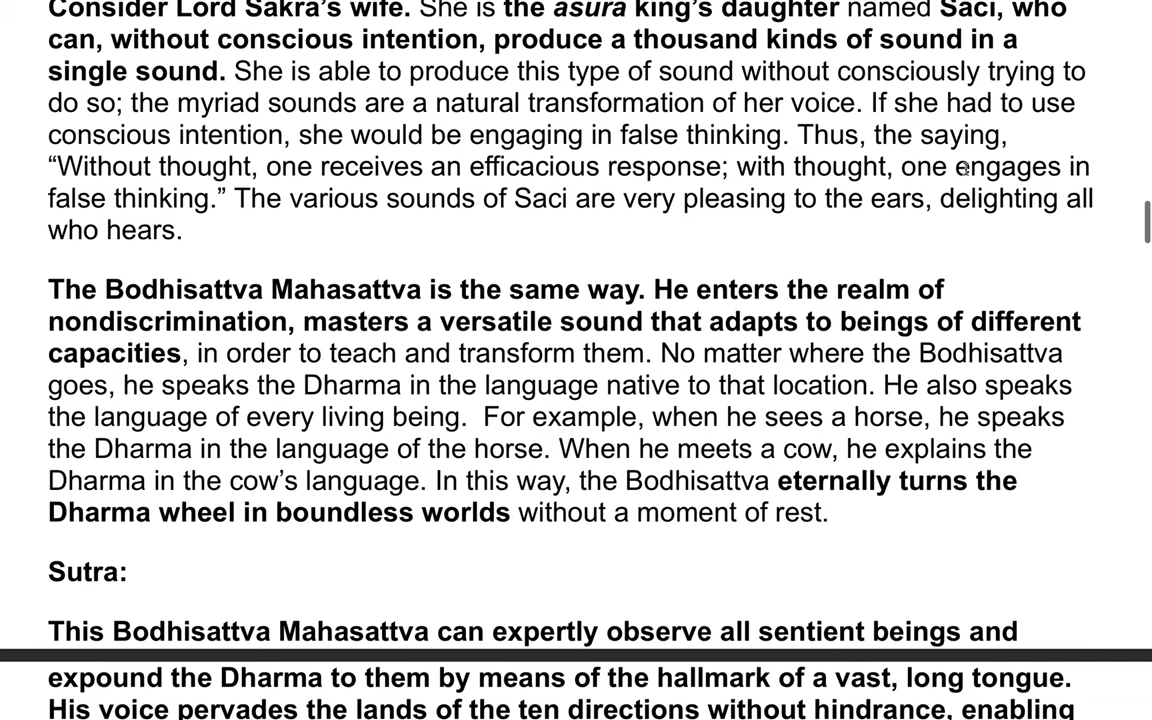 Consider Lord Sakra's wife. She is the asura king's daughter named Saci, who
can, without conscious intention, produce a thousand kinds of sound in a
single sound. She is able to produce this type of sound without consciously trying to
do so; the myriad sounds are a natural transformation of her voice. If she had to use
conscious intention, she would be engaging in false thinking. Thus, the saying,
“Without thought, one receives an efficacious response; with thought, one engages in
false thinking.” The various sounds of Saci are very pleasing to the ears, delighting all
who hears.
The Bodhisattva Mahasattva is the same way. He enters the realm of
nondiscrimination, masters a versatile sound that adapts to beings of different
capacities, in order to teach and transform them. No matter where the Bodhisattva
goes, he speaks the Dharma in the language native to that location. He also speaks
the language of every living being.  For example, when he sees a horse, he speaks
the Dharma in the language of the horse. When he meets a cow, he explains the
Dharma in the cow's language. In this way, the Bodhisattva eternally turns the
Dharma wheel in boundless worlds without a moment of rest.
Sutra:
This Bodhisattva Mahasattva can expertly observe all sentient beings and
expound the Dharma to them by means of the hallmark of a vast, long tongue.
His voice pervades the lands of the ten directions without hindrance, enabling